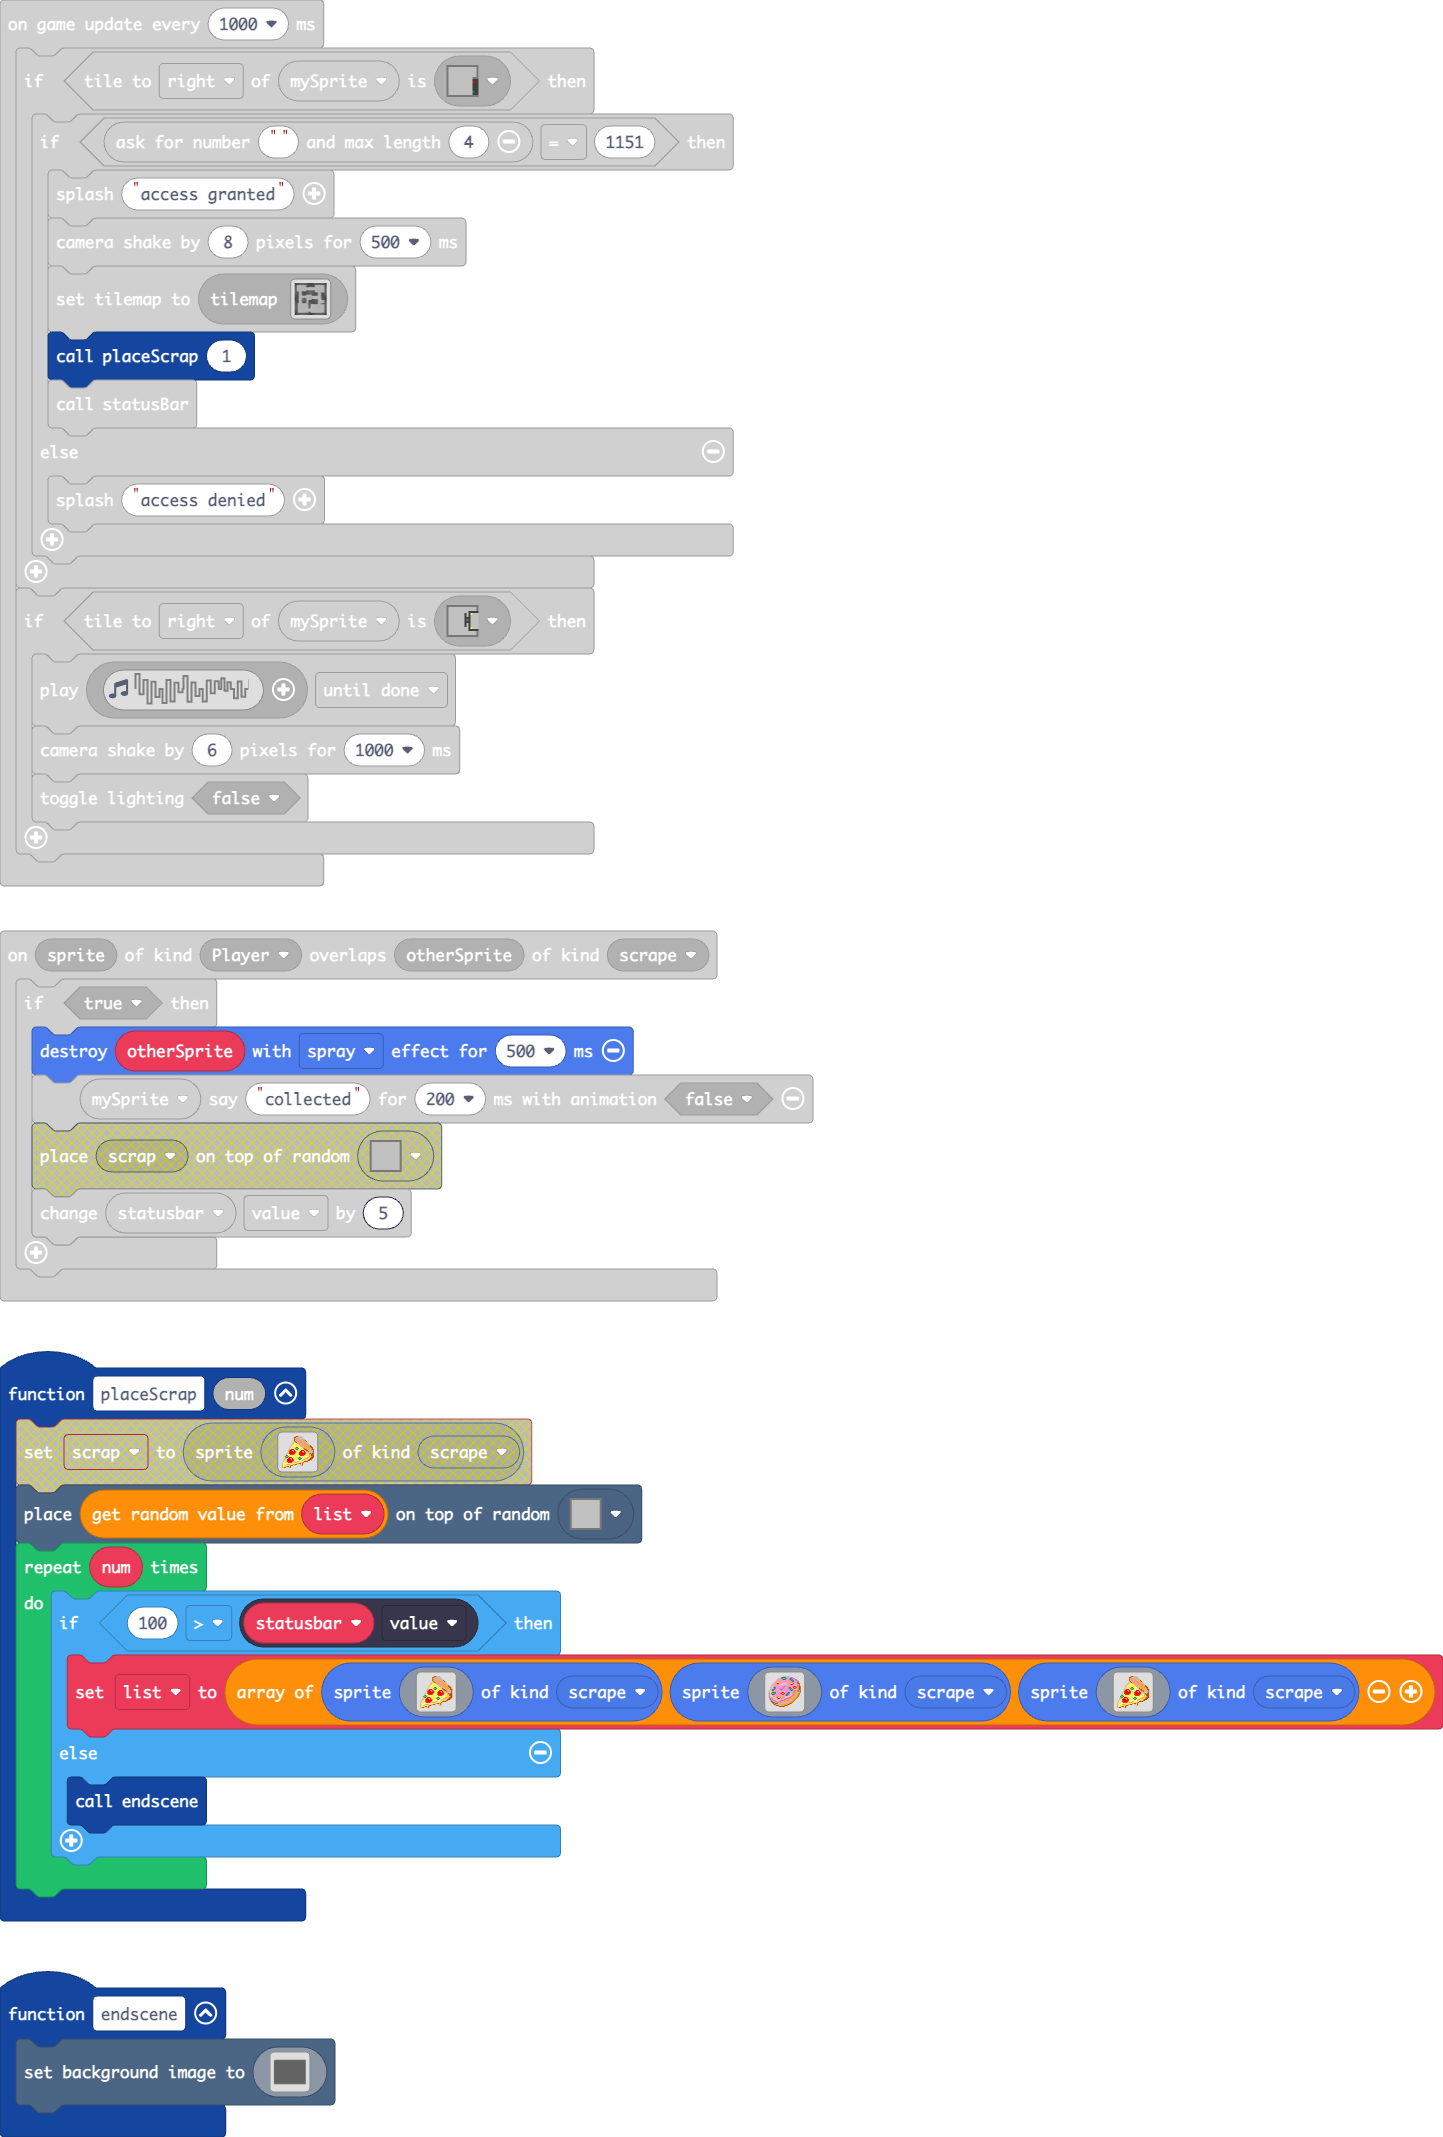 on game update every 1000 ms
if tile to right of mySprite is then
if ask for number " " and max length 4 = 1151 then
splash "access granted"
camera shake by 8 pixels for 500 ms
set tilemap to tilemap
call placeScrap 1
call statusBar
else
splash "access denied"
if tile to right of mySprite is then
play until done
camera shake by 6 pixels for 1000 ms
toggle lighting false
on sprite of kind Player overlaps otherSprite of kind scrape
if true then
destroy otherSprite with spray effect for 500 ms
mySprite say "collected" for 200 ms with animation false
place scrap on top of random
change statusbar value by 5
function placeScrap num
set scrap to sprite of kind scrape
place get random value from list on top of random
repeat num times
do
if 100 > statusbar value then
set list to array of sprite of kind scrape sprite of kind scrape sprite of kind scrape
else
call endscene
function endscene
set background image to